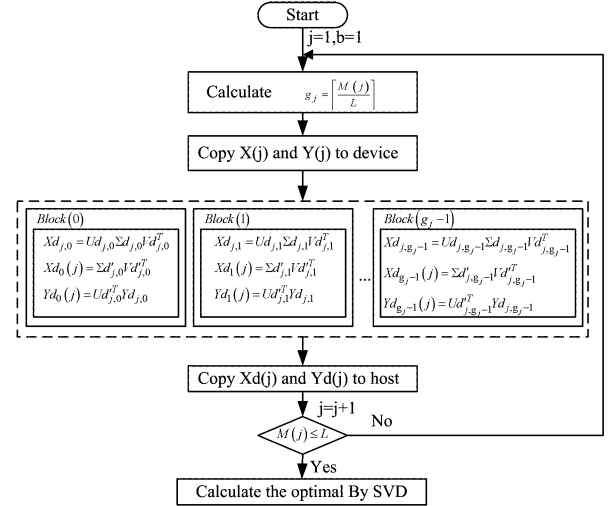 Start
j=1,b=1
Calculate g_j = ⌈M(j)/L⌉
Copy X(j) and Y(j) to device
Block(0)
Xd_{j,0} = Ud_{j,0}Σd_{j,0}Vd_{j,0}^T
Xd_0(j) = Σd'_{j,0}Vd'^T_{j,0}
Yd_0(j) = Ud'^T_{j,0}Yd_{j,0}
Block(1)
Xd_{j,1} = Ud_{j,1}Σd_{j,1}Vd_{j,1}^T
Xd_1(j) = Σd'_{j,1}Vd'^T_{j,1}
Yd_1(j) = Ud'^T_{j,1}Yd_{j,1}
...
Block(g_j−1)
Xd_{j,g_j−1} = Ud_{j,g_j−1}Σd_{j,g_j−1}Vd^T_{j,g_j−1}
Xd_{g_j−1}(j) = Σd'_{j,g_j−1}Vd'^T_{j,g_j−1}
Yd_{g_j−1}(j) = Ud'^T_{j,g_j−1}Yd_{j,g_j−1}
Copy Xd(j) and Yd(j) to host
j=j+1
M(j) ≤ L
No
Yes
Calculate the optimal By SVD